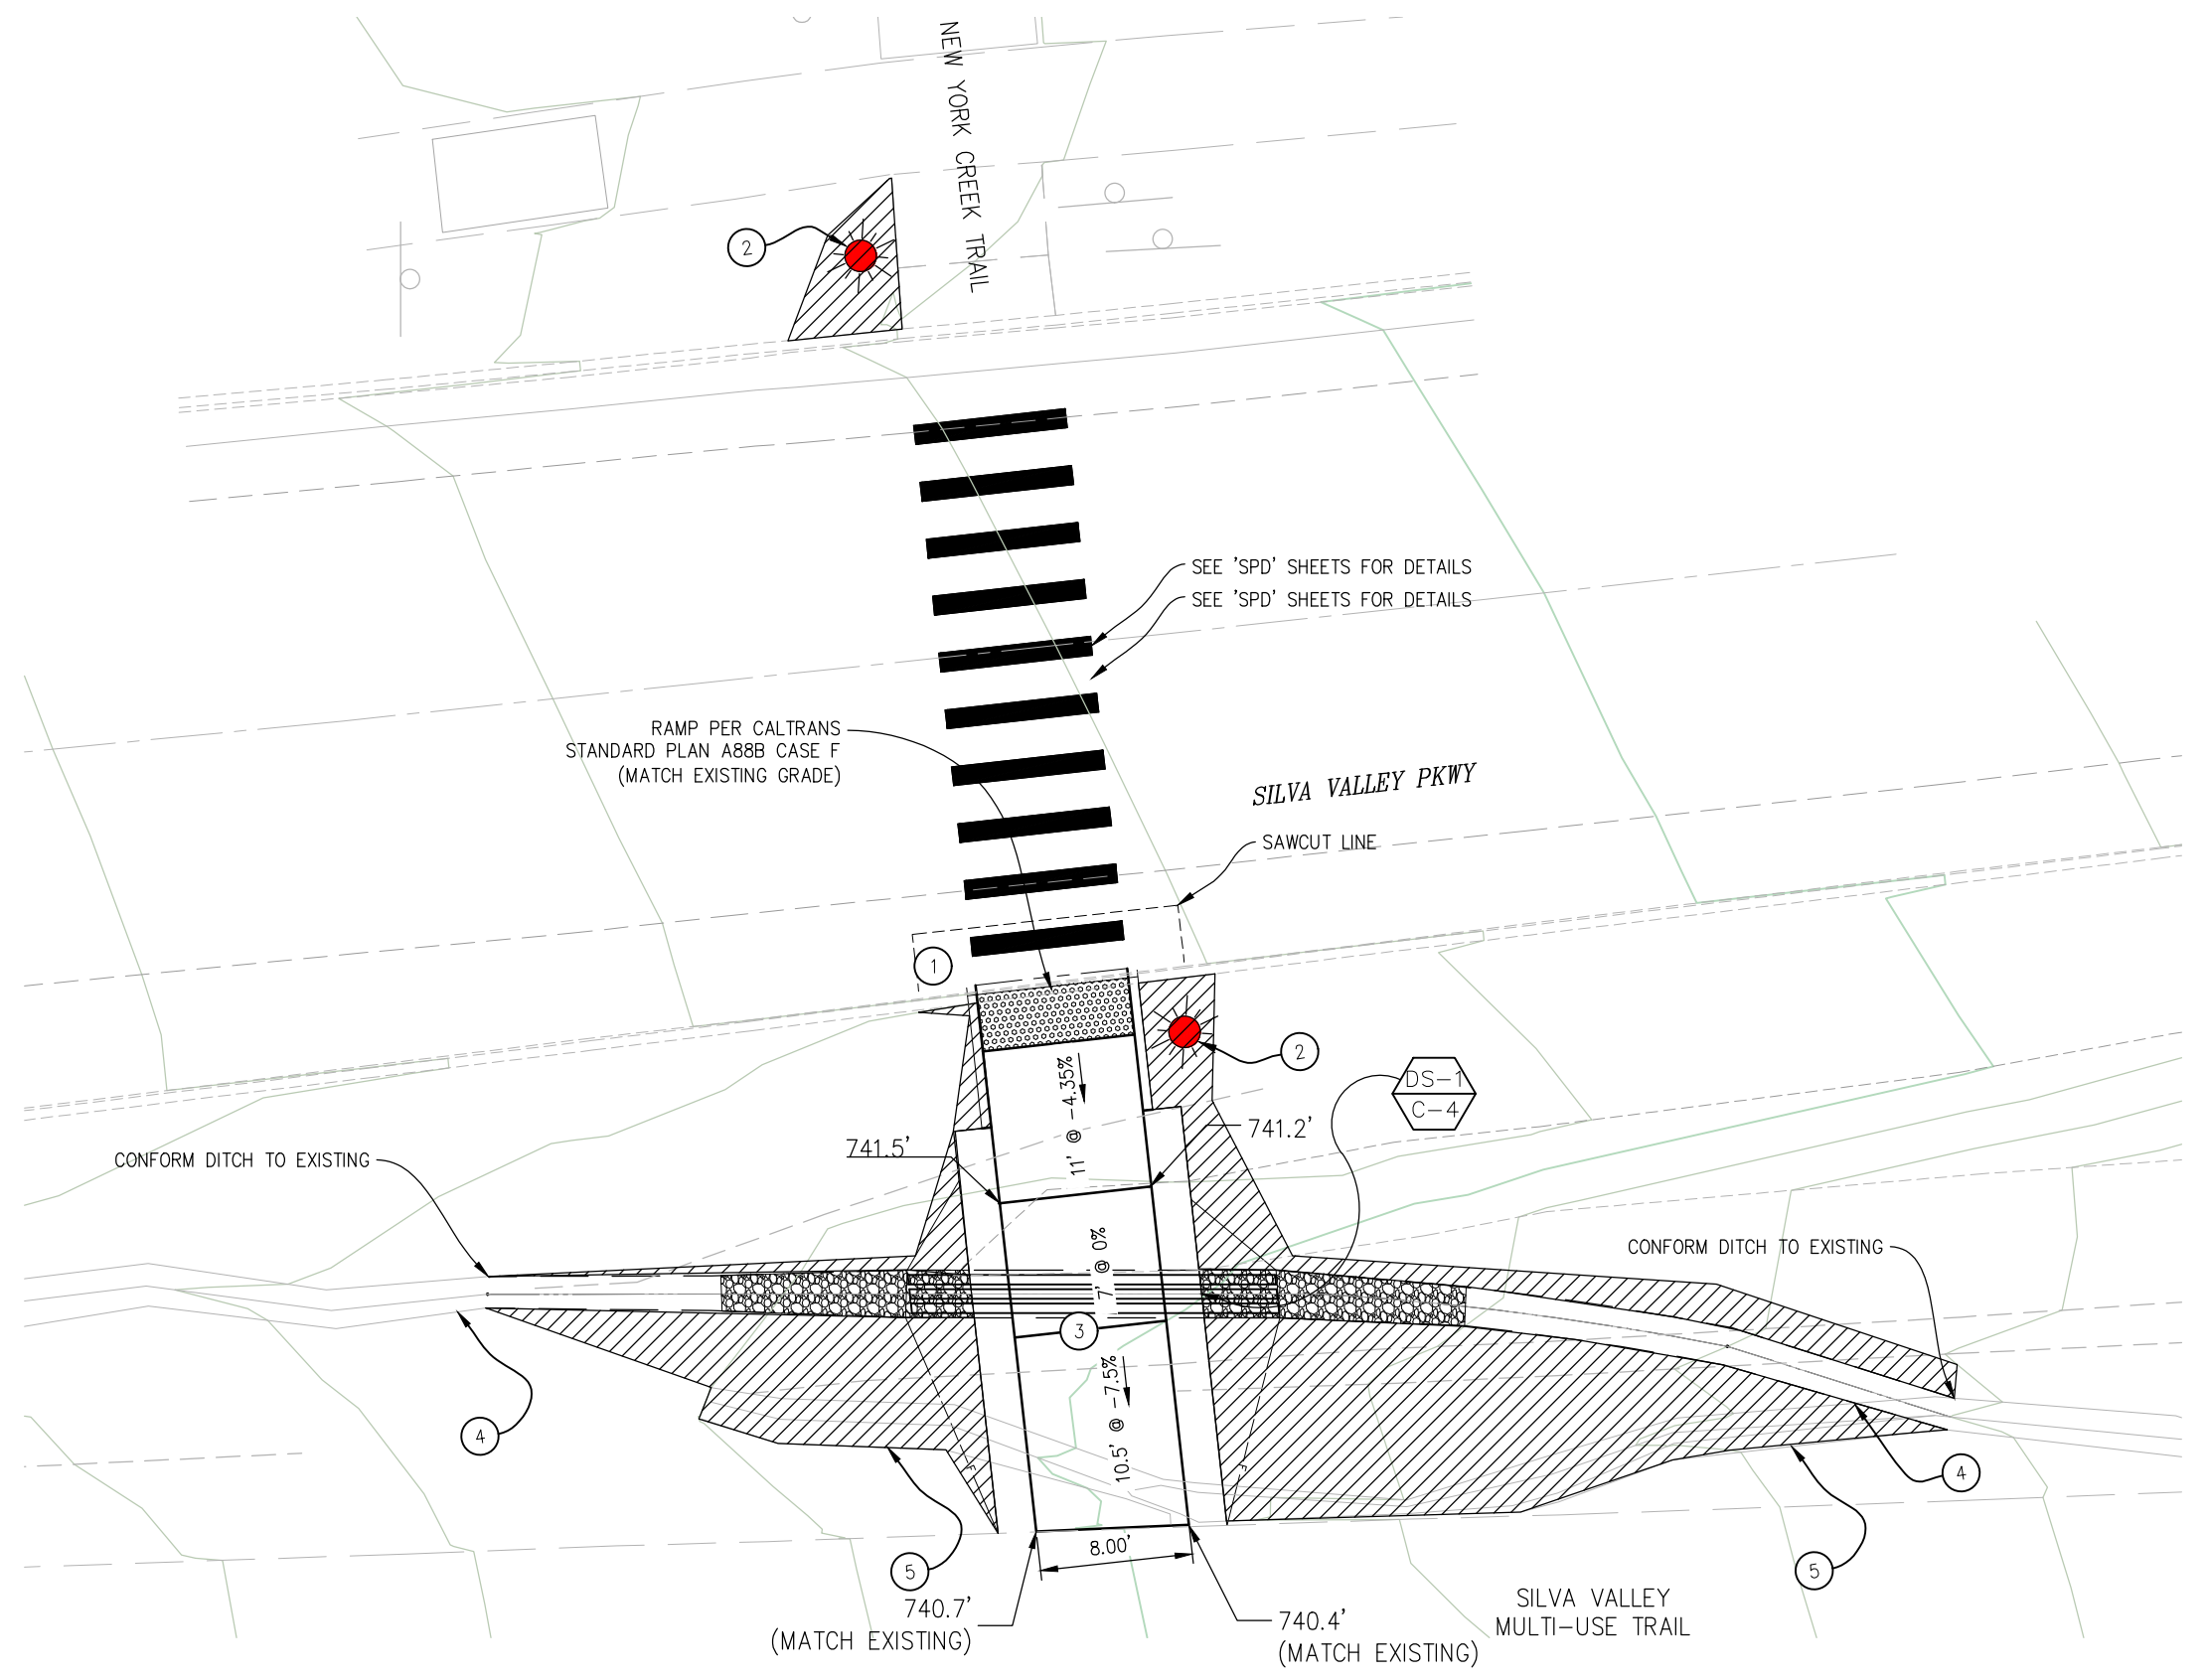 NEW YORK CREEK TRAIL
2
SEE 'SPD' SHEETS FOR DETAILS
SEE 'SPD' SHEETS FOR DETAILS
RAMP PER CALTRANS
STANDARD PLAN A88B CASE F
(MATCH EXISTING GRADE)
SILVA VALLEY PKWY
SAWCUT LINE
1
2
DS-1
C-4
11' @ -4.35%
741.5'
741.2'
CONFORM DITCH TO EXISTING
CONFORM DITCH TO EXISTING
7' @ 0%
3
10.5' @ -7.5%
4
4
F
F
5
5
8.00'
740.7'
(MATCH EXISTING)
740.4'
(MATCH EXISTING)
SILVA VALLEY
MULTI-USE TRAIL